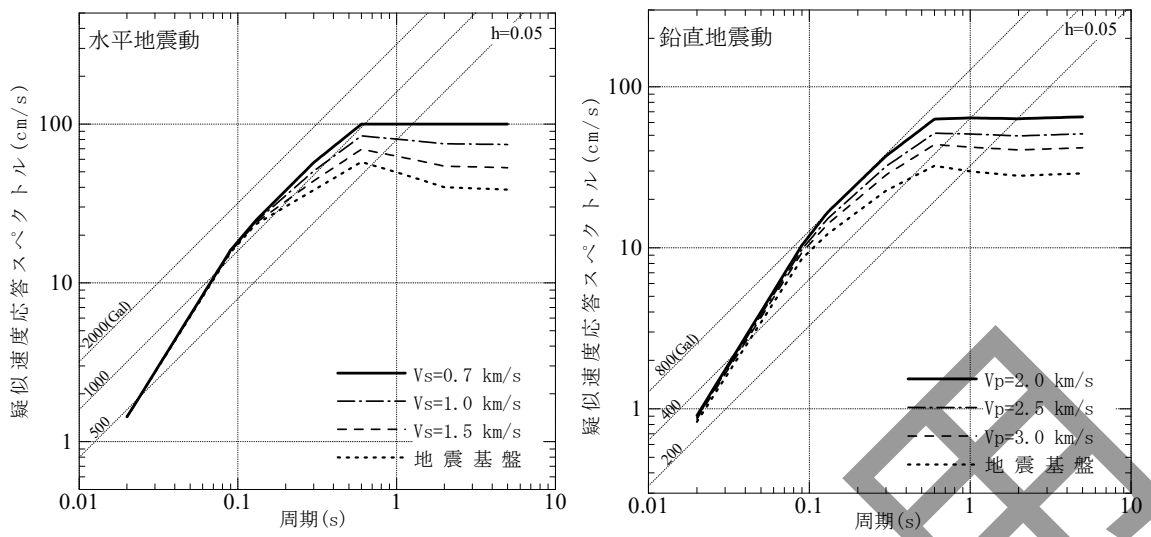 水平地震動
h=0.05
100
10
1
2000(Gal)
1000
500
Vs=0.7 km/s
Vs=1.0 km/s
Vs=1.5 km/s
地震基盤
0.01
0.1
1
10
周期(s)
疑似速度応答スペクトル(cm/s)
鉛直地震動
h=0.05
100
10
1
800(Gal)
400
200
Vp=2.0 km/s
Vp=2.5 km/s
Vp=3.0 km/s
地震基盤
0.01
0.1
1
10
周期(s)
疑似速度応答スペクトル(cm/s)